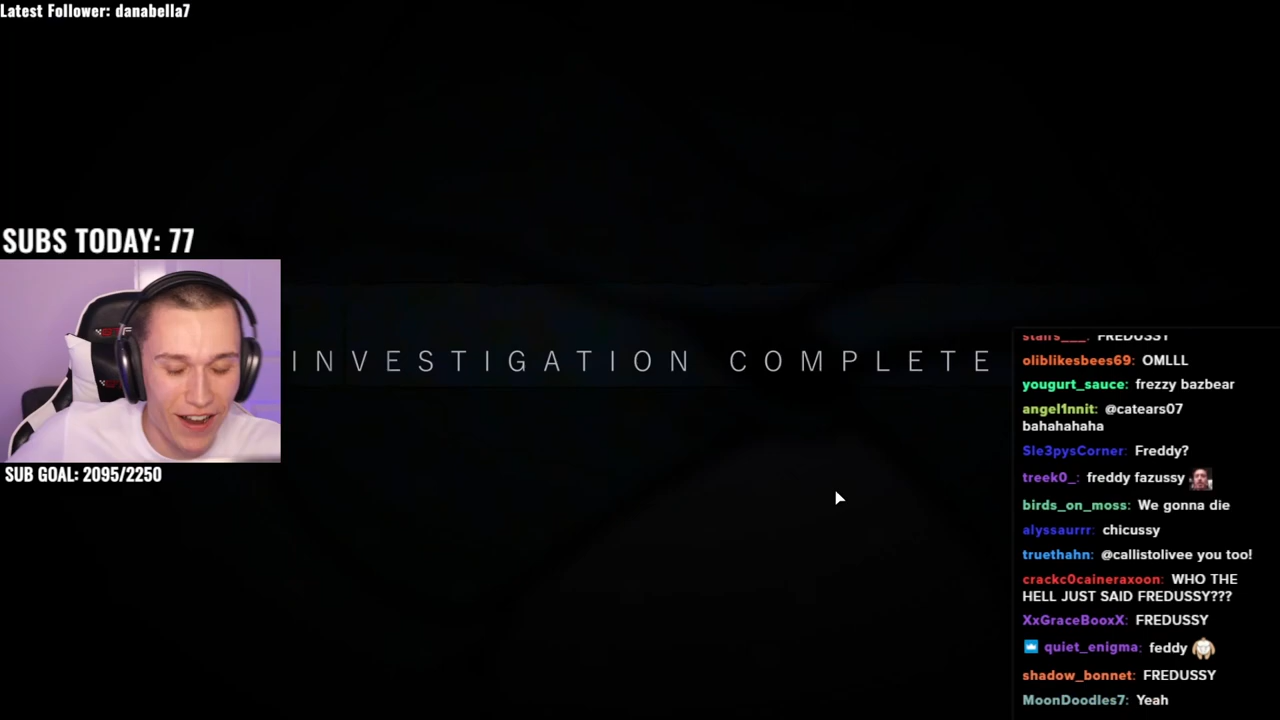 Latest Follower: danabella7
SUBS TODAY: 77
INVESTIGATION COMPLETE
SUB GOAL: 2095/2250
stairs___: FREDUSSY
oliblikesbees69: OMLLL
yougurt_sauce: frezzy bazbear
angel1nnit: @catears07
bahahahaha
Sle3pysCorner: Freddy?
treek0_: freddy fazussy
birds_on_moss: We gonna die
alyssaurrr: chicussy
truethahn: @callistolivee you too!
crackc0caineraxoon: WHO THE
HELL JUST SAID FREDUSSY???
XxGraceBooxX: FREDUSSY
quiet_enigma: feddy
shadow_bonnet: FREDUSSY
MoonDoodles7: Yeah